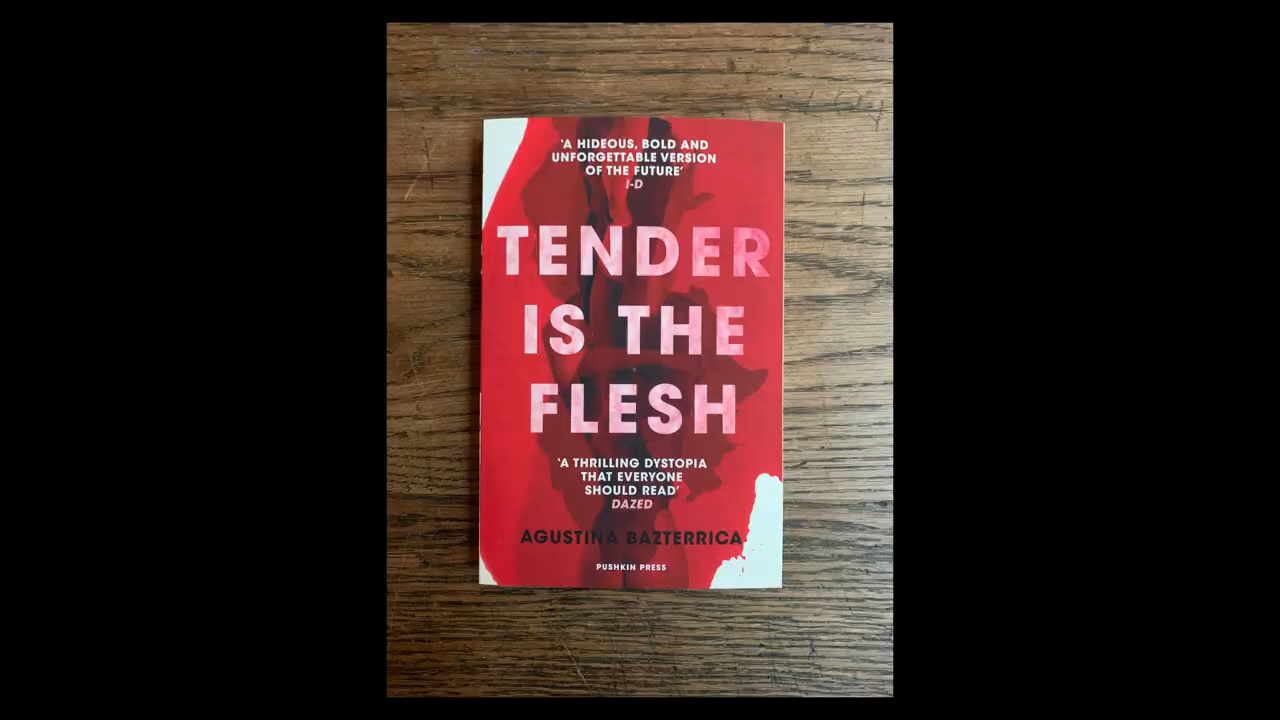 ‘A HIDEOUS, BOLD AND
UNFORGETTABLE VERSION
OF THE FUTURE’
I-D
TENDER
IS THE
FLESH
‘A THRILLING DYSTOPIA
THAT EVERYONE
SHOULD READ’
DAZED
AGUSTINA BAZTERRICA
PUSHKIN PRESS